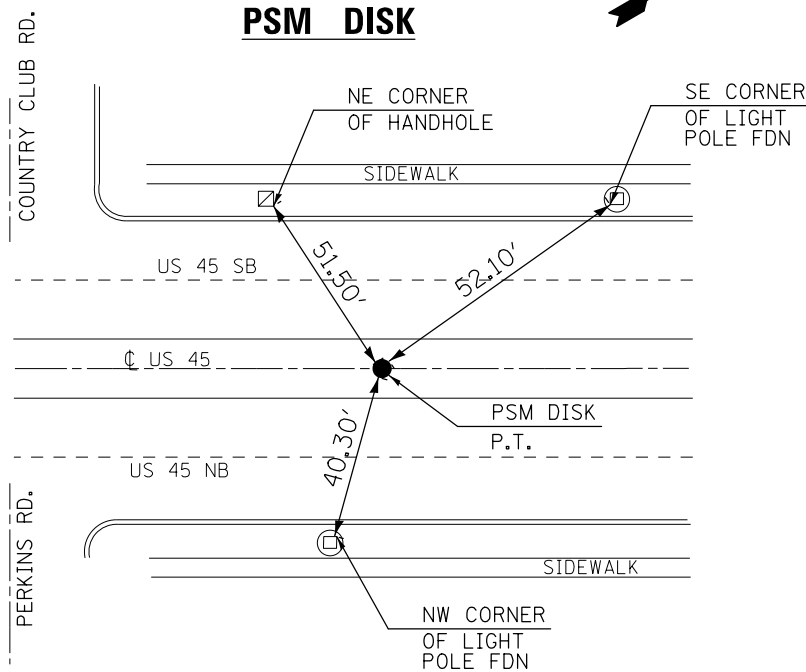 PSM DISK
COUNTRY CLUB RD.
NE CORNER
OF HANDHOLE
SE CORNER
OF LIGHT
POLE FDN
SIDEWALK
51.50'
52.10'
US 45 SB
℄ US 45
PSM DISK
P.T.
40.30'
US 45 NB
PERKINS RD.
SIDEWALK
NW CORNER
OF LIGHT
POLE FDN